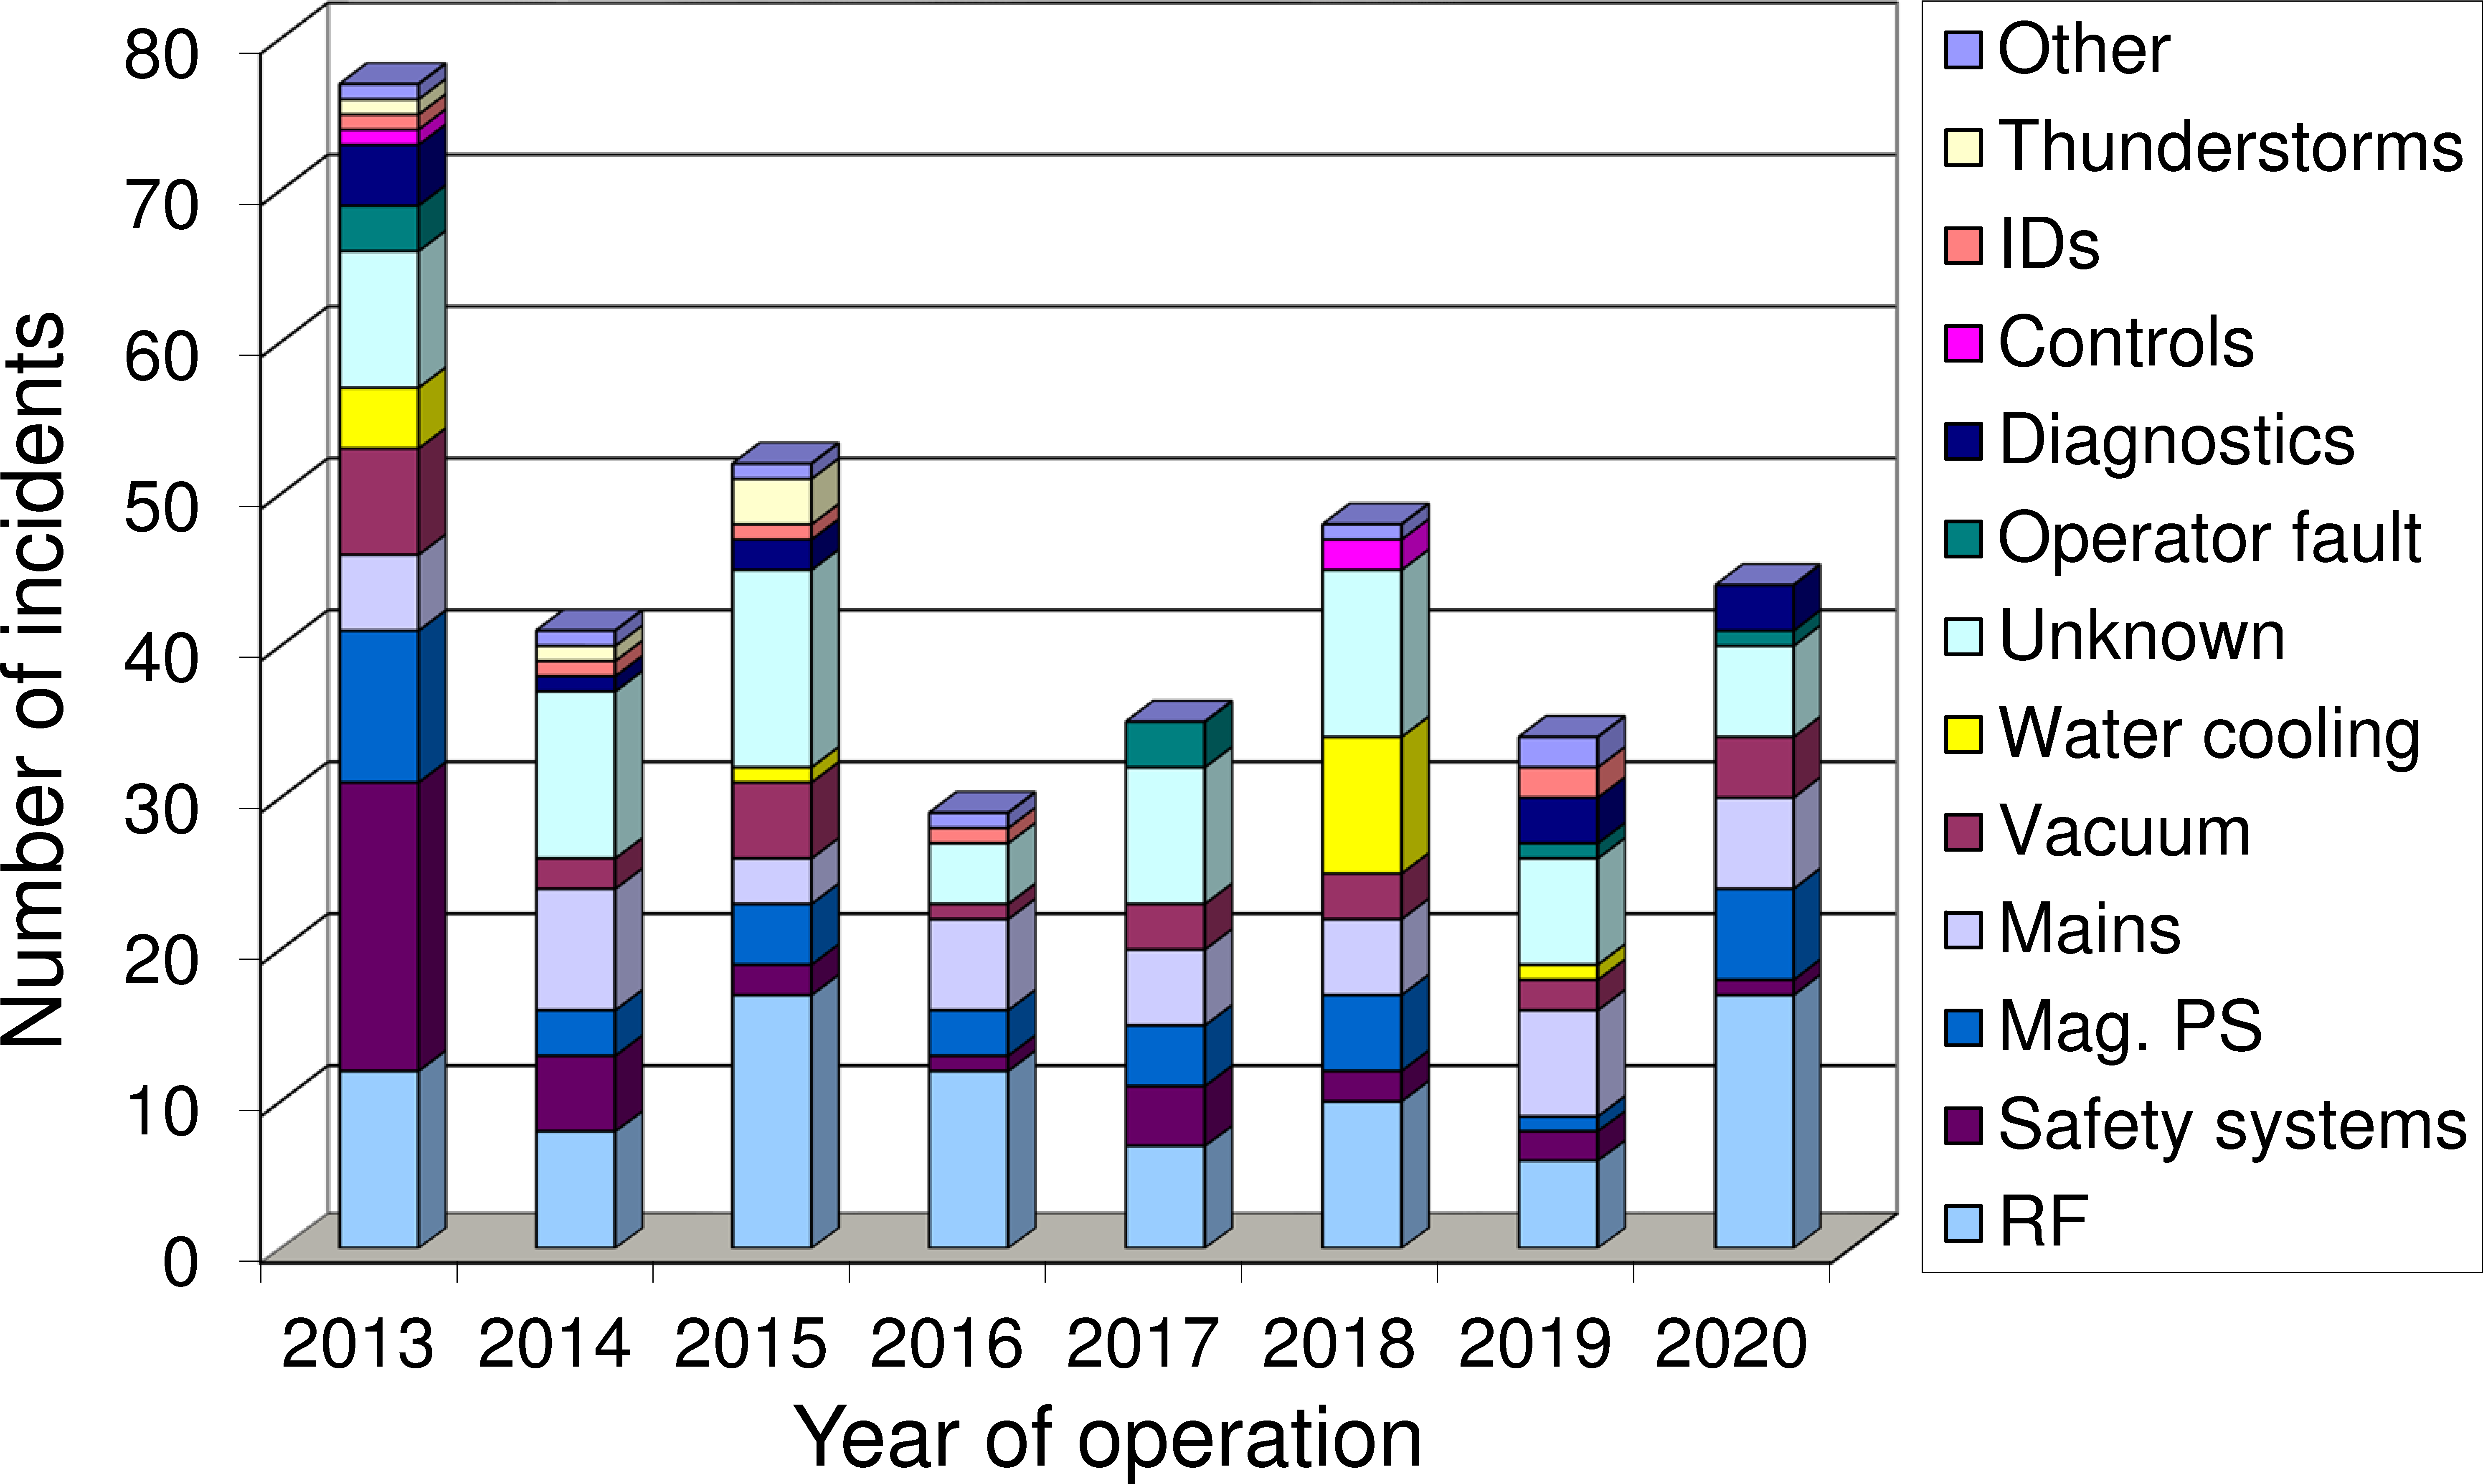 Number of incidents
80
70
60
50
40
30
20
10
0
2013 2014 2015 2016 2017 2018 2019 2020
Year of operation
Other
Thunderstorms
IDs
Controls
Diagnostics
Operator fault
Unknown
Water cooling
Vacuum
Mains
Mag. PS
Safety systems
RF